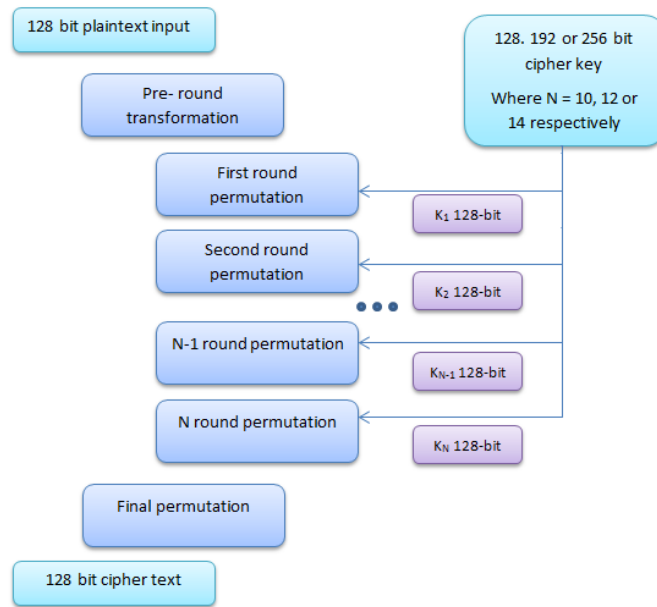 128 bit plaintext input
128. 192 or 256 bit
cipher key
Where N = 10, 12 or
14 respectively
Pre- round
transformation
First round
permutation
K₁ 128-bit
Second round
permutation
K₂ 128-bit
N-1 round permutation
Kₙ₋₁ 128-bit
N round permutation
Kₙ 128-bit
Final permutation
128 bit cipher text